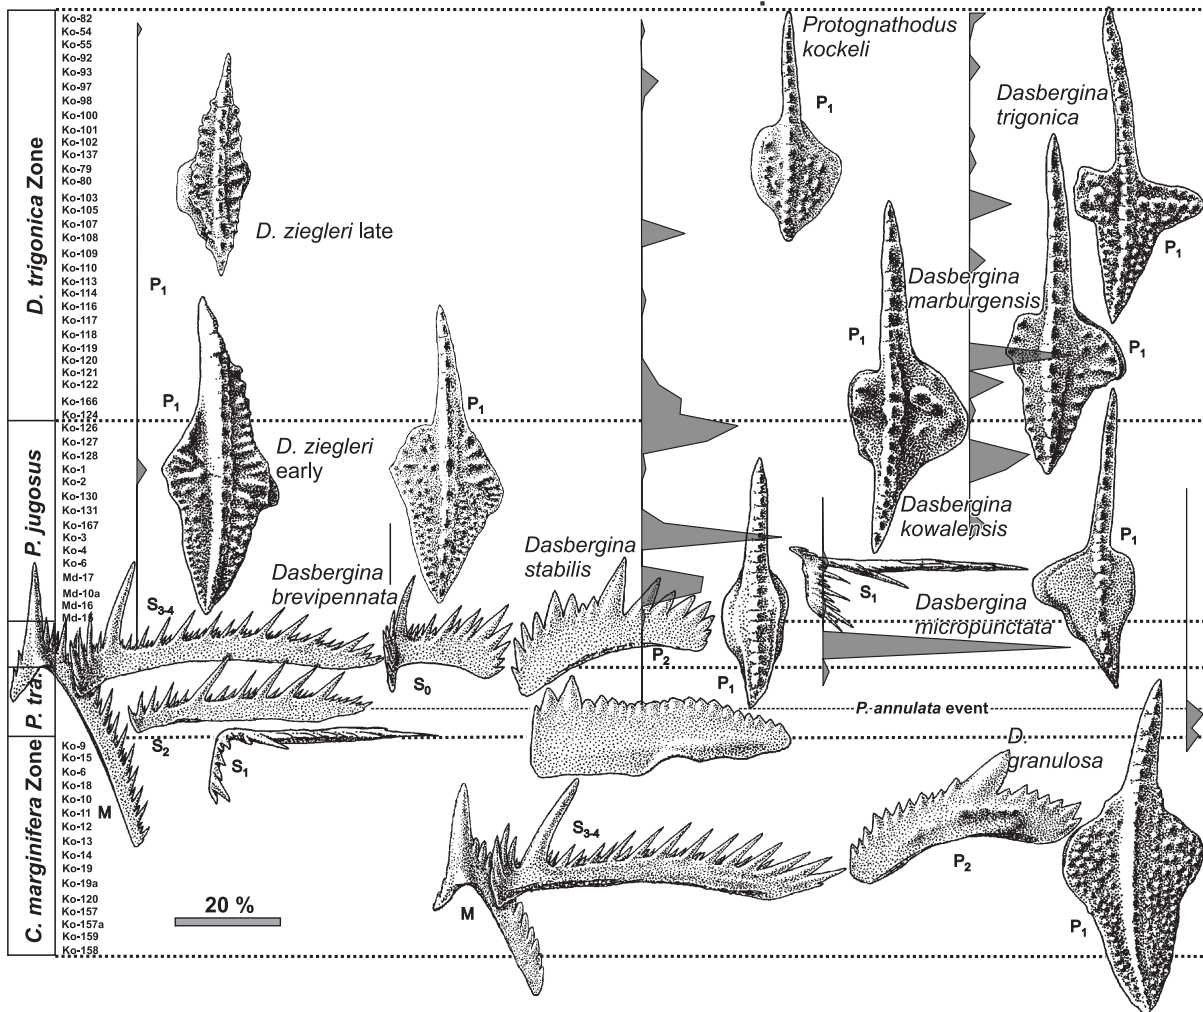 Ko-82
Ko-54
Ko-55
Ko-92
Ko-93
Ko-97
Ko-98
Ko-100
Ko-101
Ko-102
Ko-137
Ko-79
Ko-80
Ko-103
Ko-105
Ko-107
Ko-108
Ko-109
Ko-110
Ko-113
Ko-114
Ko-116
Ko-117
Ko-118
Ko-119
Ko-120
Ko-121
Ko-122
Ko-166
Ko-124
Ko-126
Ko-127
Ko-128
Ko-1
Ko-2
Ko-130
Ko-131
Ko-167
Ko-3
Ko-4
Ko-6
Md-17
Md-10a
Md-16
Md-15
Ko-9
Ko-15
Ko-6
Ko-18
Ko-10
Ko-11
Ko-12
Ko-13
Ko-14
Ko-19
Ko-19a
Ko-120
Ko-157
Ko-157a
Ko-159
Ko-158
D. trigonica Zone
P. jugosus
P. tra.
C. marginifera Zone
Protognathodus
kockeli
P1
Dasbergina
trigonica
P1
D. ziegleri late
P1
Dasbergina
marburgensis
P1
P1
P1
D. ziegleri
early
P1
Dasbergina
kowalensis
P1
Dasbergina
stabilis
Dasbergina
brevipennata
S1
Dasbergina
micropunctata
S3-4
S0
P2
P1
P. annulata event
S2
S1
M
D.
granulosa
S3-4
P2
M
P1
20 %